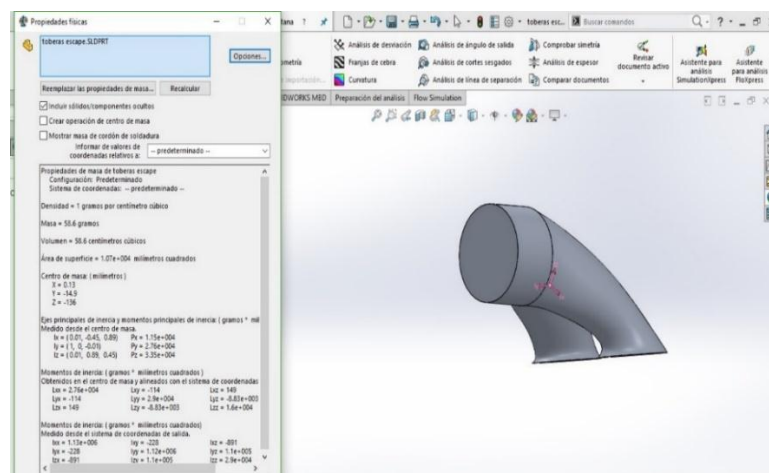 Propiedades físicas
toberas escape.SLDPRT
Opciones...
Reemplazar las propiedades de masa...
Recalcular
Incluir sólidos/componentes ocultos
Crear operación de centro de masa
Mostrar masa de cordón de soldadura
Informar de valores de
coordenadas relativos a:
-- predeterminado --
Propiedades de masa de toberas escape
Configuración: Predeterminado
Sistema de coordenadas: -- predeterminado --
Densidad = 1 gramos por centímetro cúbico
Masa = 58.6 gramos
Volumen = 58.6 centímetros cúbicos
Área de superficie = 1.07e+004 milímetros cuadrados
Centro de masa: ( milímetros )
X = 0.13
Y = -14.9
Z = -136
Ejes principales de inercia y momentos principales de inercia: ( gramos * mil
Medido desde el centro de masa.
Ix = ( 0.01, -0.45, 0.89) Px = 1.15e+004
Iy = ( 1, 0, -0.01) Py = 2.76e+004
Iz = ( 0.01, 0.89, 0.45) Pz = 3.35e+004
Momentos de inercia: ( gramos * milímetros cuadrados )
Obtenidos en el centro de masa y alineados con el sistema de coordenadas
Lxx = 2.76e+004 Lxy = -114 Lxz = 149
Lyx = -114 Lyy = 2.9e+004 Lyz = -8.83e+003
Lzx = 149 Lzy = -8.83e+003 Lzz = 1.6e+004
Momentos de inercia: ( gramos * milímetros cuadrados)
Medido desde el sistema de coordenadas de salida.
Ixx = 1.13e+006 Ixy = -228 Ixz = -891
Iyx = -228 Iyy = 1.12e+006 Iyz = 1.1e+005
Izx = -891 Izy = 1.1e+005 Izz = 2.9e+004
tana
toberas esc...
Buscar comandos
Análisis de desviación
Análisis de ángulo de salida
Comprobar simetría
Franjas de cebra
Análisis de cortes sesgados
Análisis de espesor
Curvatura
Análisis de línea de separación
Comparar documentos
Revisar
documento activo
Asistente para
análisis
SimulationXpress
Asistente
para análisis
FloXpress
IDWORKS MBD
Preparación del análisis
Flow Simulation